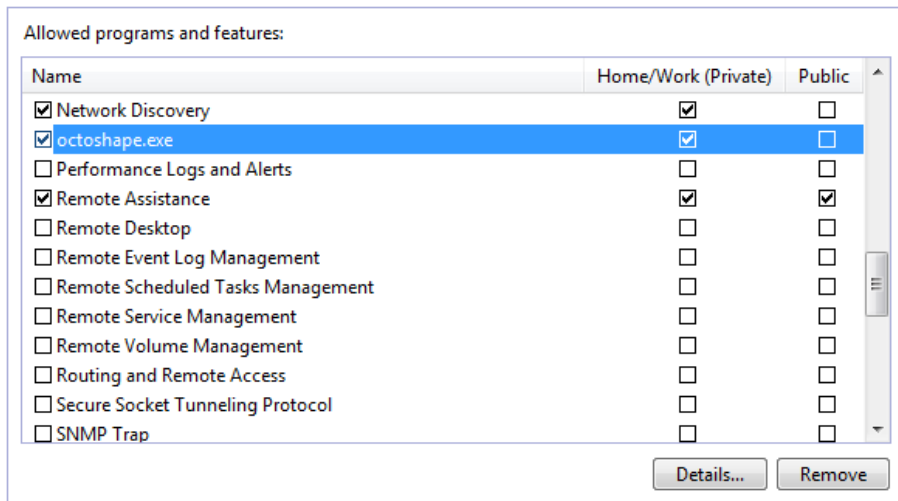 Allowed programs and features:
Name Home/Work (Private) Public
Network Discovery
octoshape.exe
Performance Logs and Alerts
Remote Assistance
Remote Desktop
Remote Event Log Management
Remote Scheduled Tasks Management
Remote Service Management
Remote Volume Management
Routing and Remote Access
Secure Socket Tunneling Protocol
SNMP Trap
Details... Remove